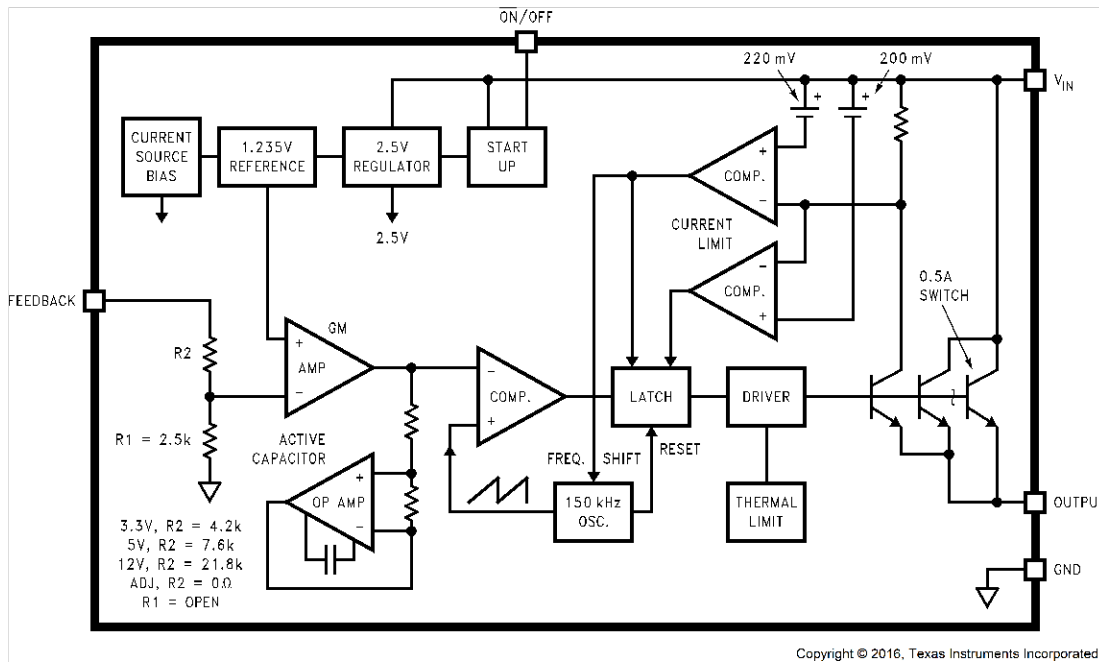 ON/OFF
220 mV
200 mV
+
+
VIN
CURRENT
SOURCE
BIAS
1.235V
REFERENCE
2.5V
REGULATOR
START
UP
+
COMP.
−
2.5V
CURRENT
LIMIT
−
COMP.
+
0.5A
SWITCH
FEEDBACK
R2
GM
+
AMP
−
−
COMP.
+
LATCH
DRIVER
R1 = 2.5k
ACTIVE
CAPACITOR
FREQ. SHIFT
RESET
+
OP AMP
−
150 kHz
OSC.
THERMAL
LIMIT
OUTPU
3.3V, R2 = 4.2k
5V, R2 = 7.6k
12V, R2 = 21.8k
ADJ, R2 = 0Ω
R1 = OPEN
GND
Copyright © 2016, Texas Instruments Incorporated